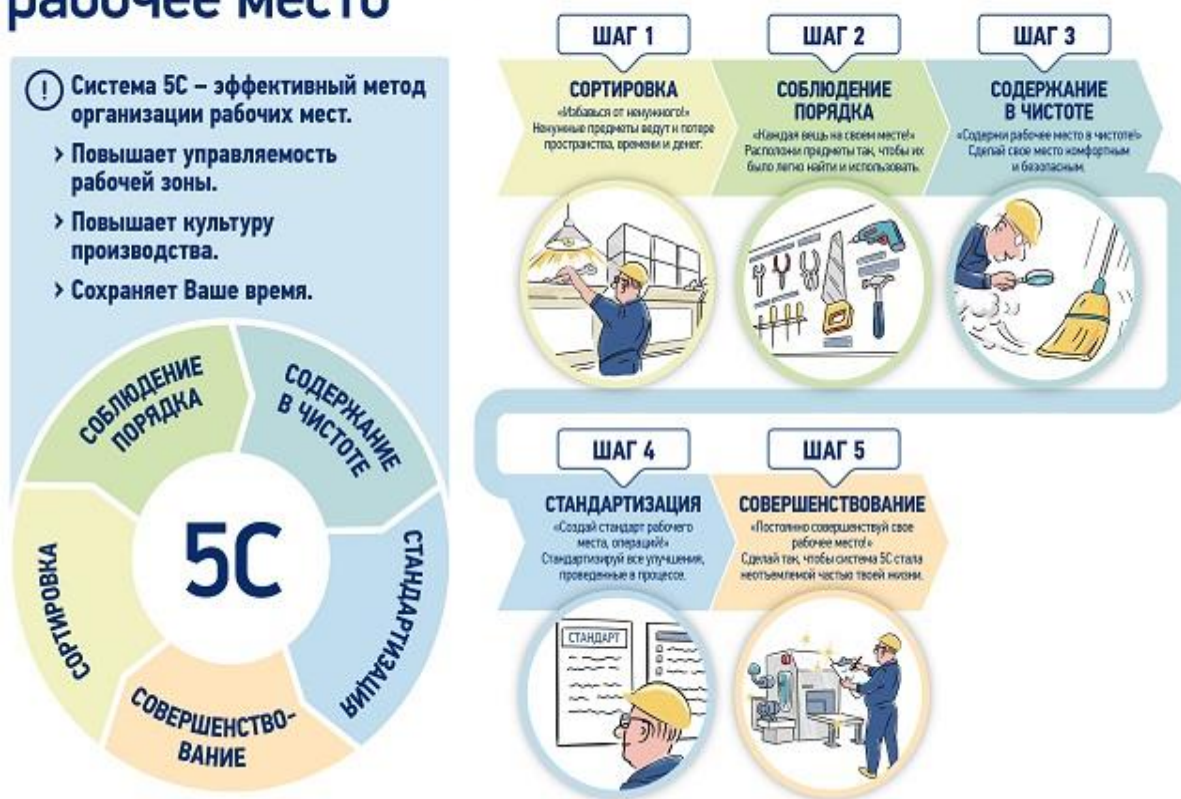 рабочее место
Система 5С – эффективный метод
организации рабочих мест.
› Повышает управляемость
рабочей зоны.
› Повышает культуру
производства.
› Сохраняет Ваше время.
СОБЛЮДЕНИЕ
ПОРЯДКА
СОДЕРЖАНИЕ
В ЧИСТОТЕ
СТАНДАРТИЗАЦИЯ
СОВЕРШЕНСТВО-
ВАНИЕ
СОРТИРОВКА
5С
ШАГ 1
СОРТИРОВКА
«Избавься от ненужного!»
Ненужные предметы ведут к потере
пространства, времени и денег.
ШАГ 2
СОБЛЮДЕНИЕ
ПОРЯДКА
«Каждая вещь на своем месте!»
Расположи предметы так, чтобы их
было легко найти и использовать.
ШАГ 3
СОДЕРЖАНИЕ
В ЧИСТОТЕ
«Содержи рабочее место в чистоте!»
Сделай свое место комфортным
и безопасным.
ШАГ 4
СТАНДАРТИЗАЦИЯ
«Создай стандарт рабочего
места, операций!»
Стандартизируй все улучшения,
проведенные в процессе.
СТАНДАРТ
ШАГ 5
СОВЕРШЕНСТВОВАНИЕ
«Постоянно совершенствуй свое
рабочее место!»
Сделай так, чтобы система 5С стала
неотъемлемой частью твоей жизни.